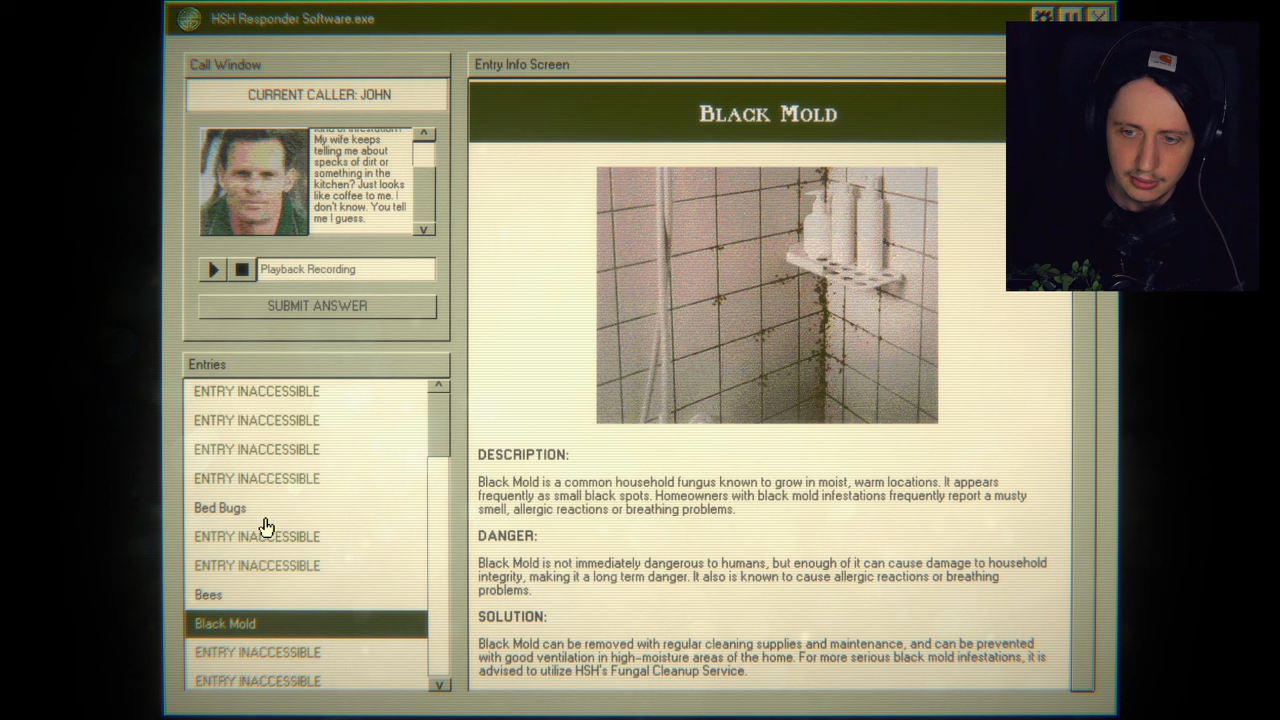 HSH Responder Software.exe
Call Window
CURRENT CALLER: JOHN
My wife keeps
telling me about
specks of dirt or
something in the
kitchen? Just looks
like coffee to me. I
don't know. You tell
me I guess.
Playback Recording
SUBMIT ANSWER
Entries
ENTRY INACCESSIBLE
ENTRY INACCESSIBLE
ENTRY INACCESSIBLE
ENTRY INACCESSIBLE
Bed Bugs
ENTRY INACCESSIBLE
ENTRY INACCESSIBLE
Bees
Black Mold
ENTRY INACCESSIBLE
ENTRY INACCESSIBLE
Entry Info Screen
BLACK MOLD
DESCRIPTION:
Black Mold is a common household fungus known to grow in moist, warm locations. It appears
frequently as small black spots. Homeowners with black mold infestations frequently report a musty
smell, allergic reactions or breathing problems.
DANGER:
Black Mold is not immediately dangerous to humans, but enough of it can cause damage to household
integrity, making it a long term danger. It also is known to cause allergic reactions or breathing
problems.
SOLUTION:
Black Mold can be removed with regular cleaning supplies and maintenance, and can be prevented
with good ventilation in high-moisture areas of the home. For more serious black mold infestations, it is
advised to utilize HSH's Fungal Cleanup Service.